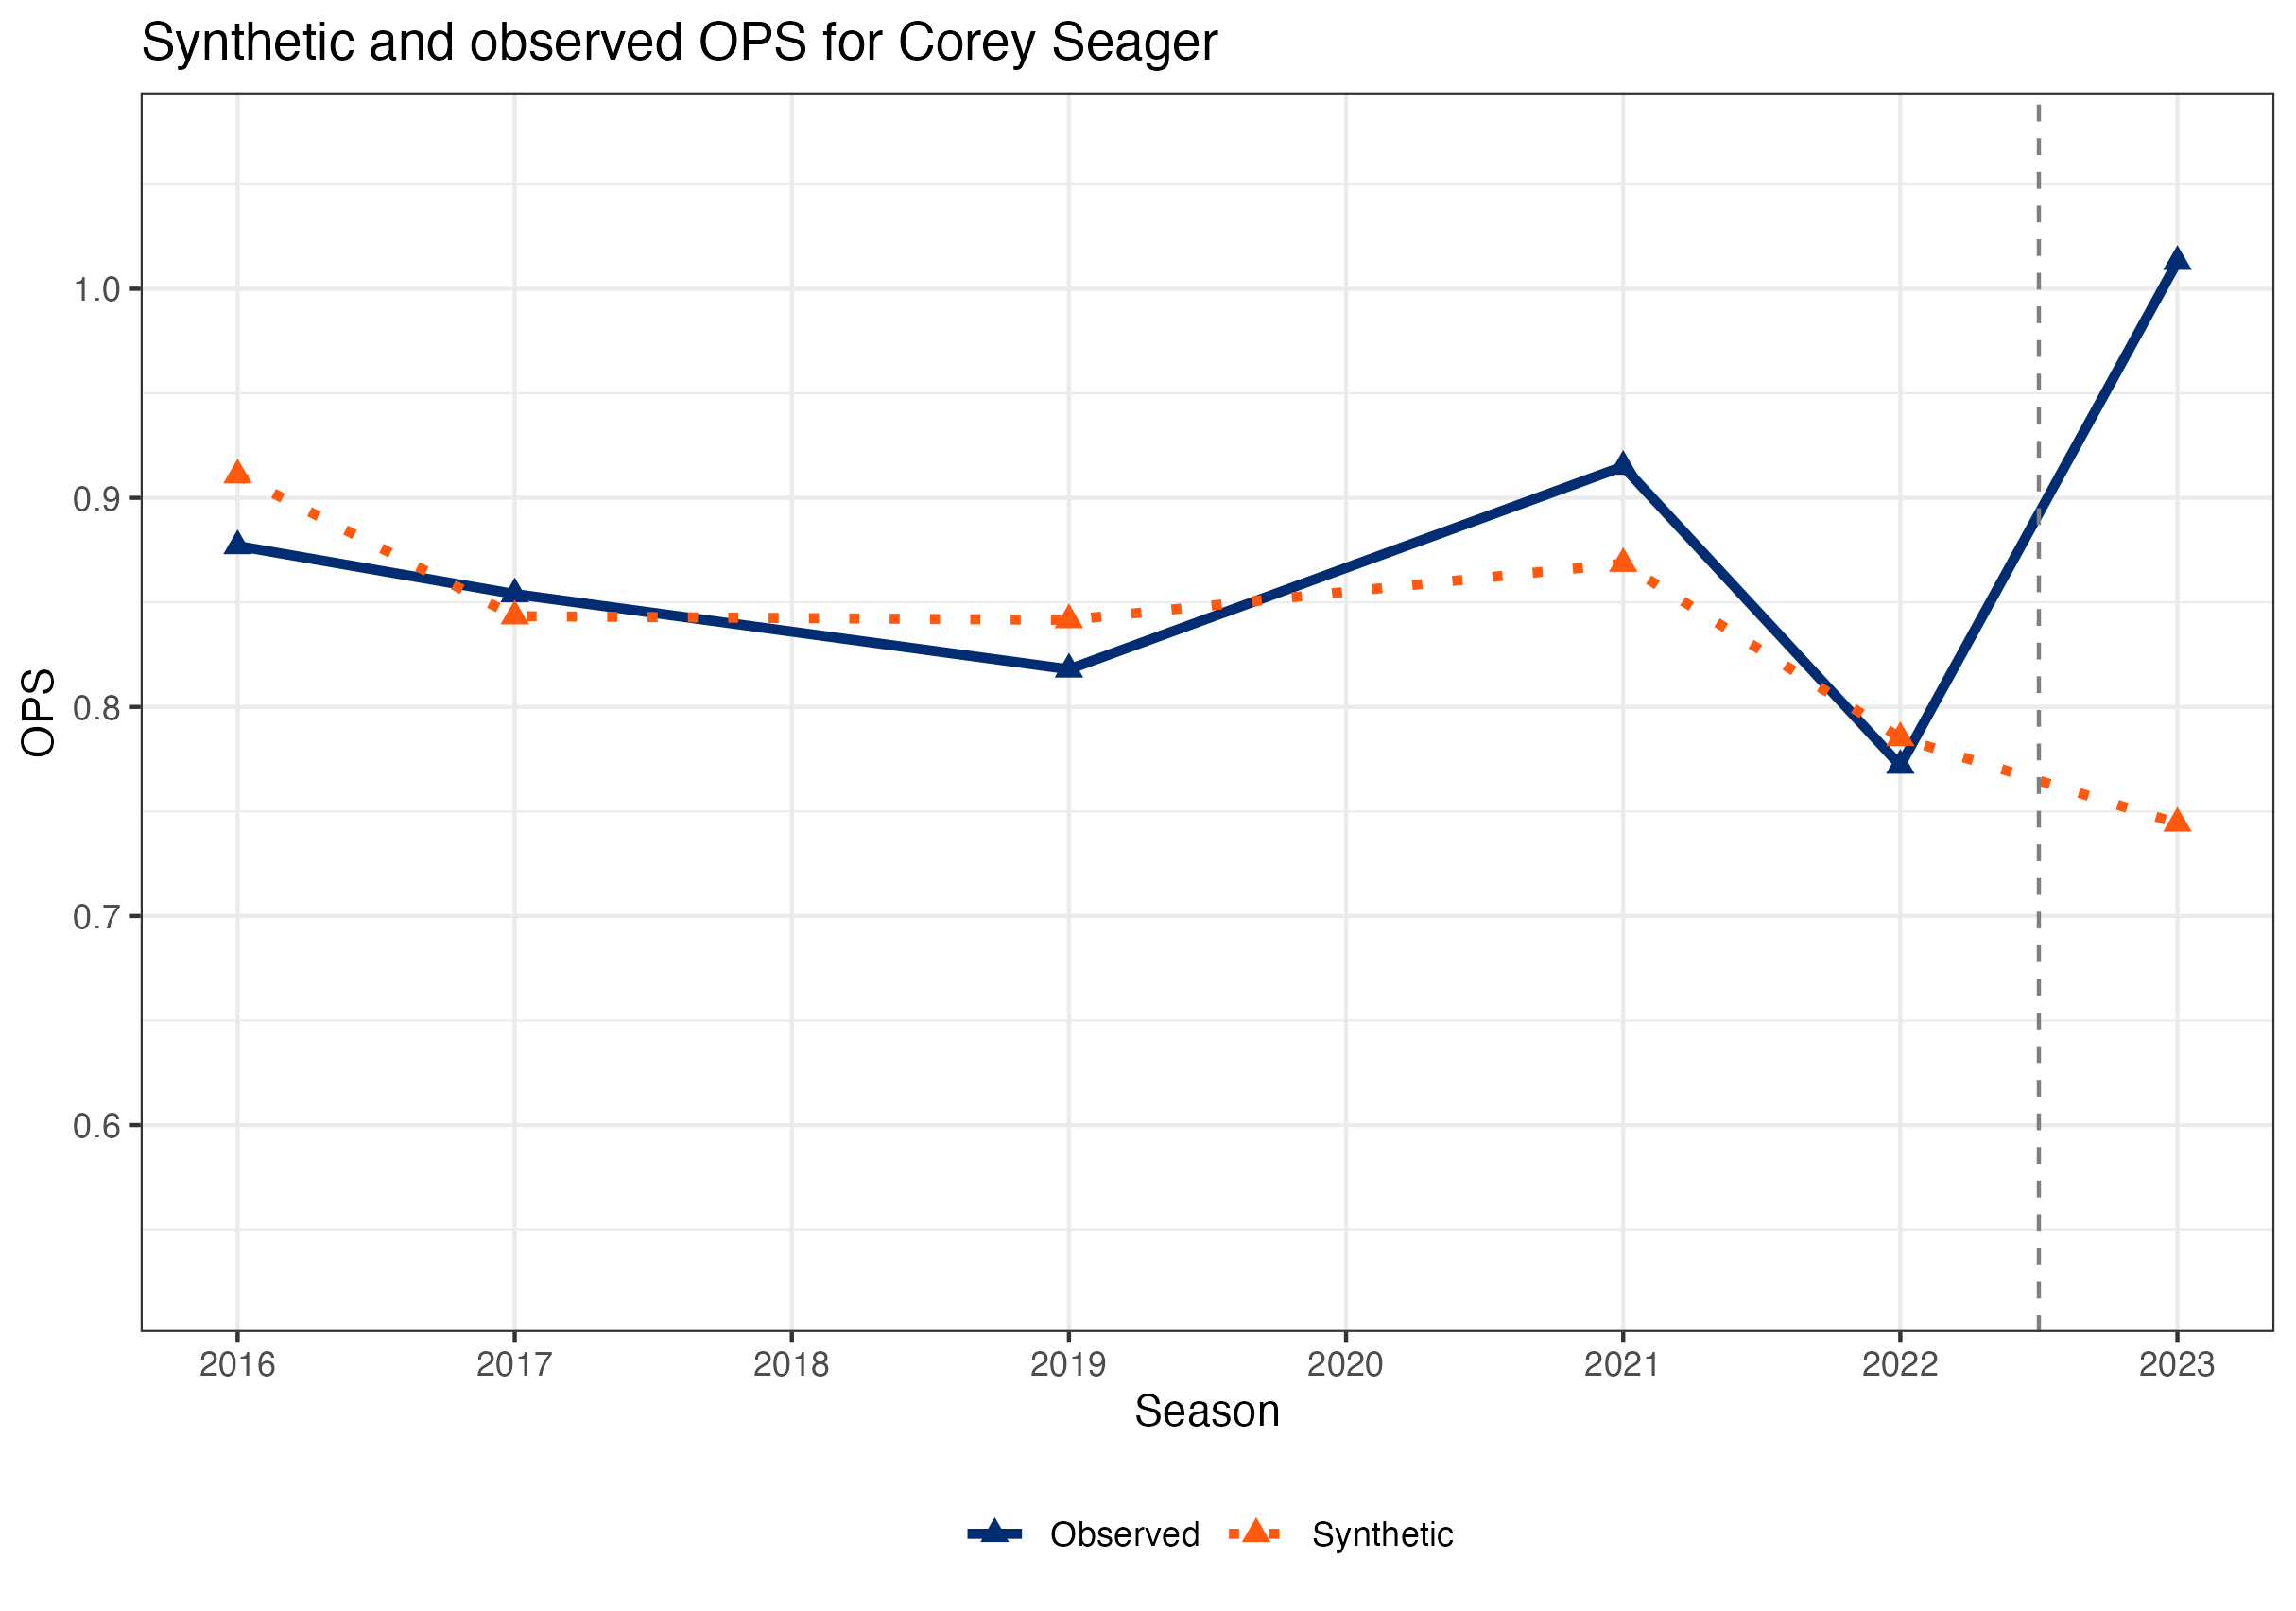 Synthetic and observed OPS for Corey Seager
OPS
1.0
0.9
0.8
0.7
0.6
2016 2017 2018 2019 2020 2021 2022 2023
Season
Observed Synthetic